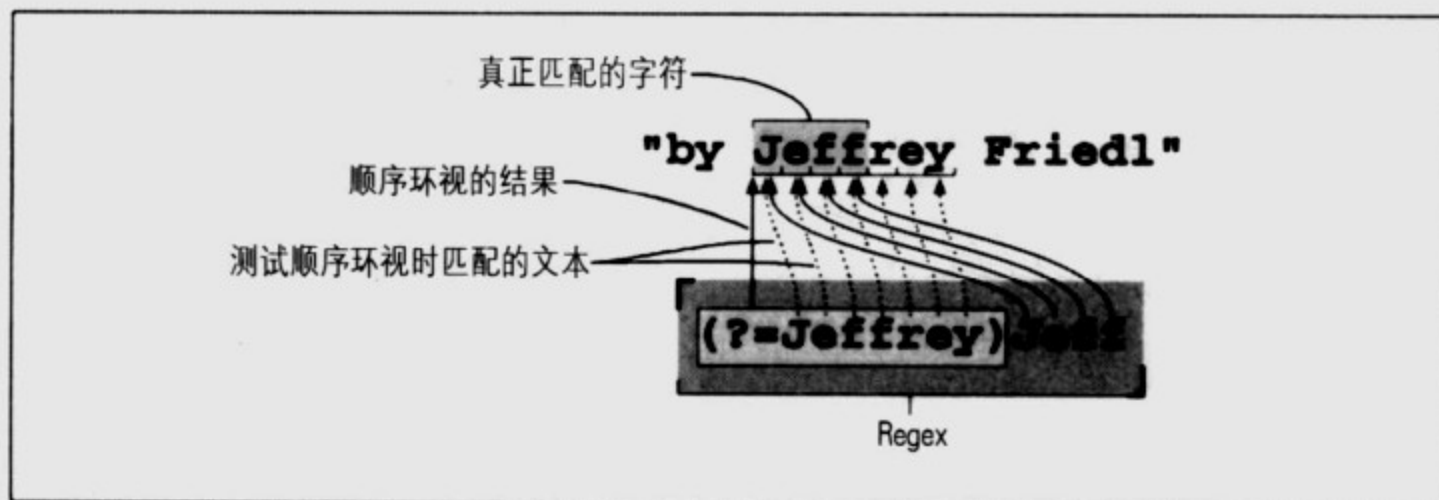 真正匹配的字符
"by Jeffrey Friedl"
顺序环视的结果
测试顺序环视时匹配的文本
(?=Jeffrey)Jeff
Regex